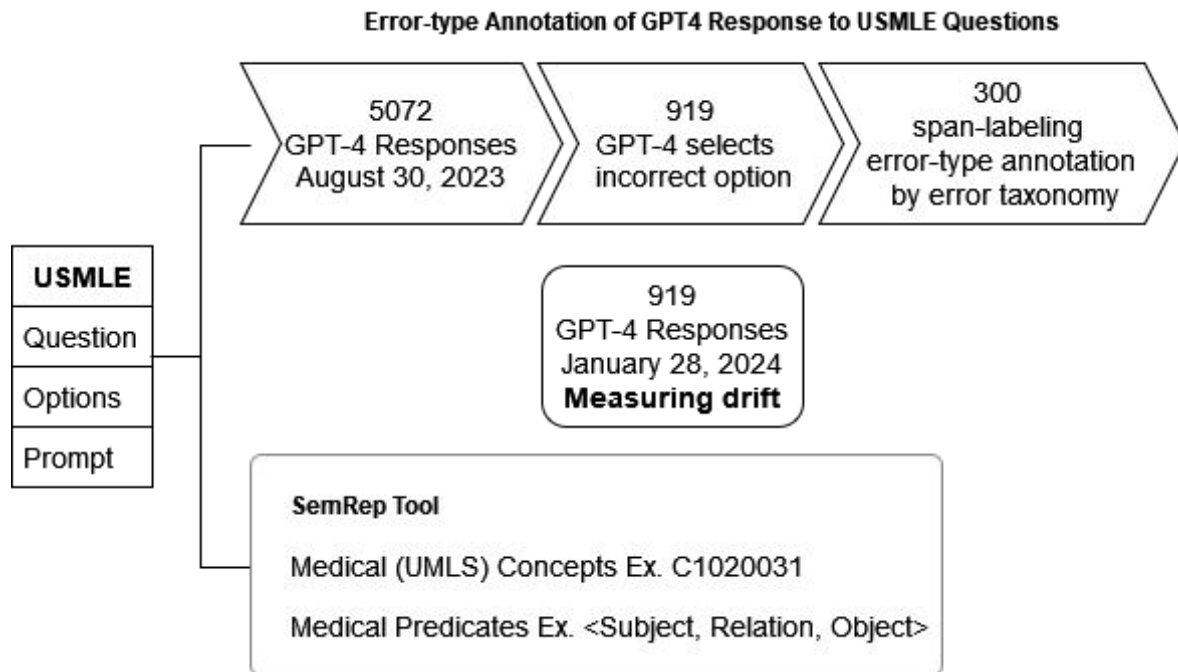 Error-type Annotation of GPT4 Response to USMLE Questions
5072
GPT-4 Responses
August 30, 2023
919
GPT-4 selects
incorrect option
300
span-labeling
error-type annotation
by error taxonomy
USMLE
Question
Options
Prompt
919
GPT-4 Responses
January 28, 2024
Measuring drift
SemRep Tool
Medical (UMLS) Concepts Ex. C1020031
Medical Predicates Ex. <Subject, Relation, Object>